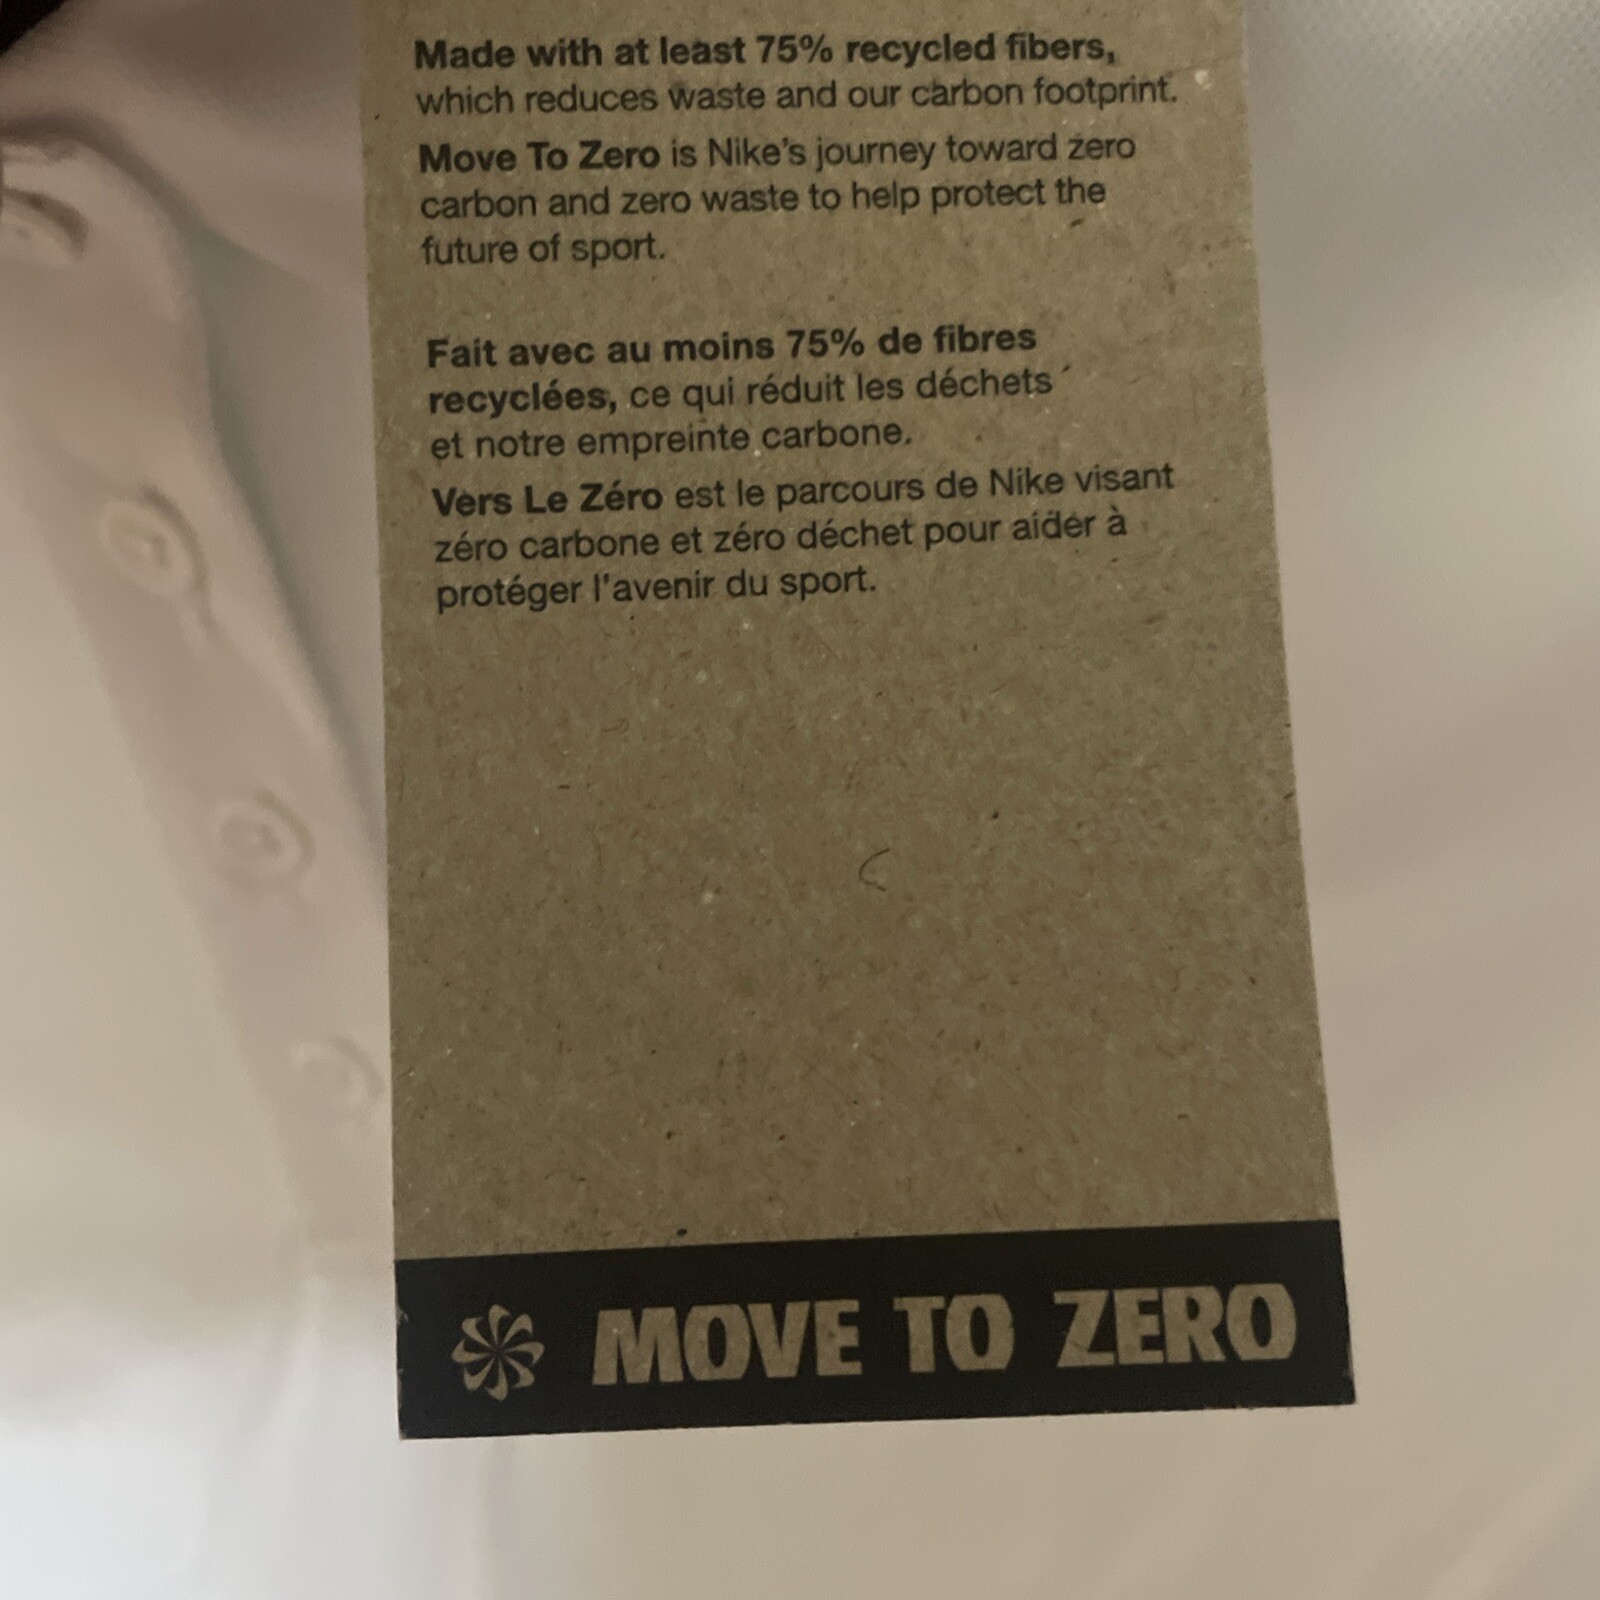 Made with at least 75% recycled fibers,
which reduces waste and our carbon footprint.
Move To Zero is Nike's journey toward zero
carbon and zero waste to help protect the
future of sport.
Fait avec au moins 75% de fibres
recyclées, ce qui réduit les déchets
et notre empreinte carbone.
Vers Le Zéro est le parcours de Nike visant
zéro carbone et zéro déchet pour aider à
protéger l'avenir du sport.
MOVE TO ZERO